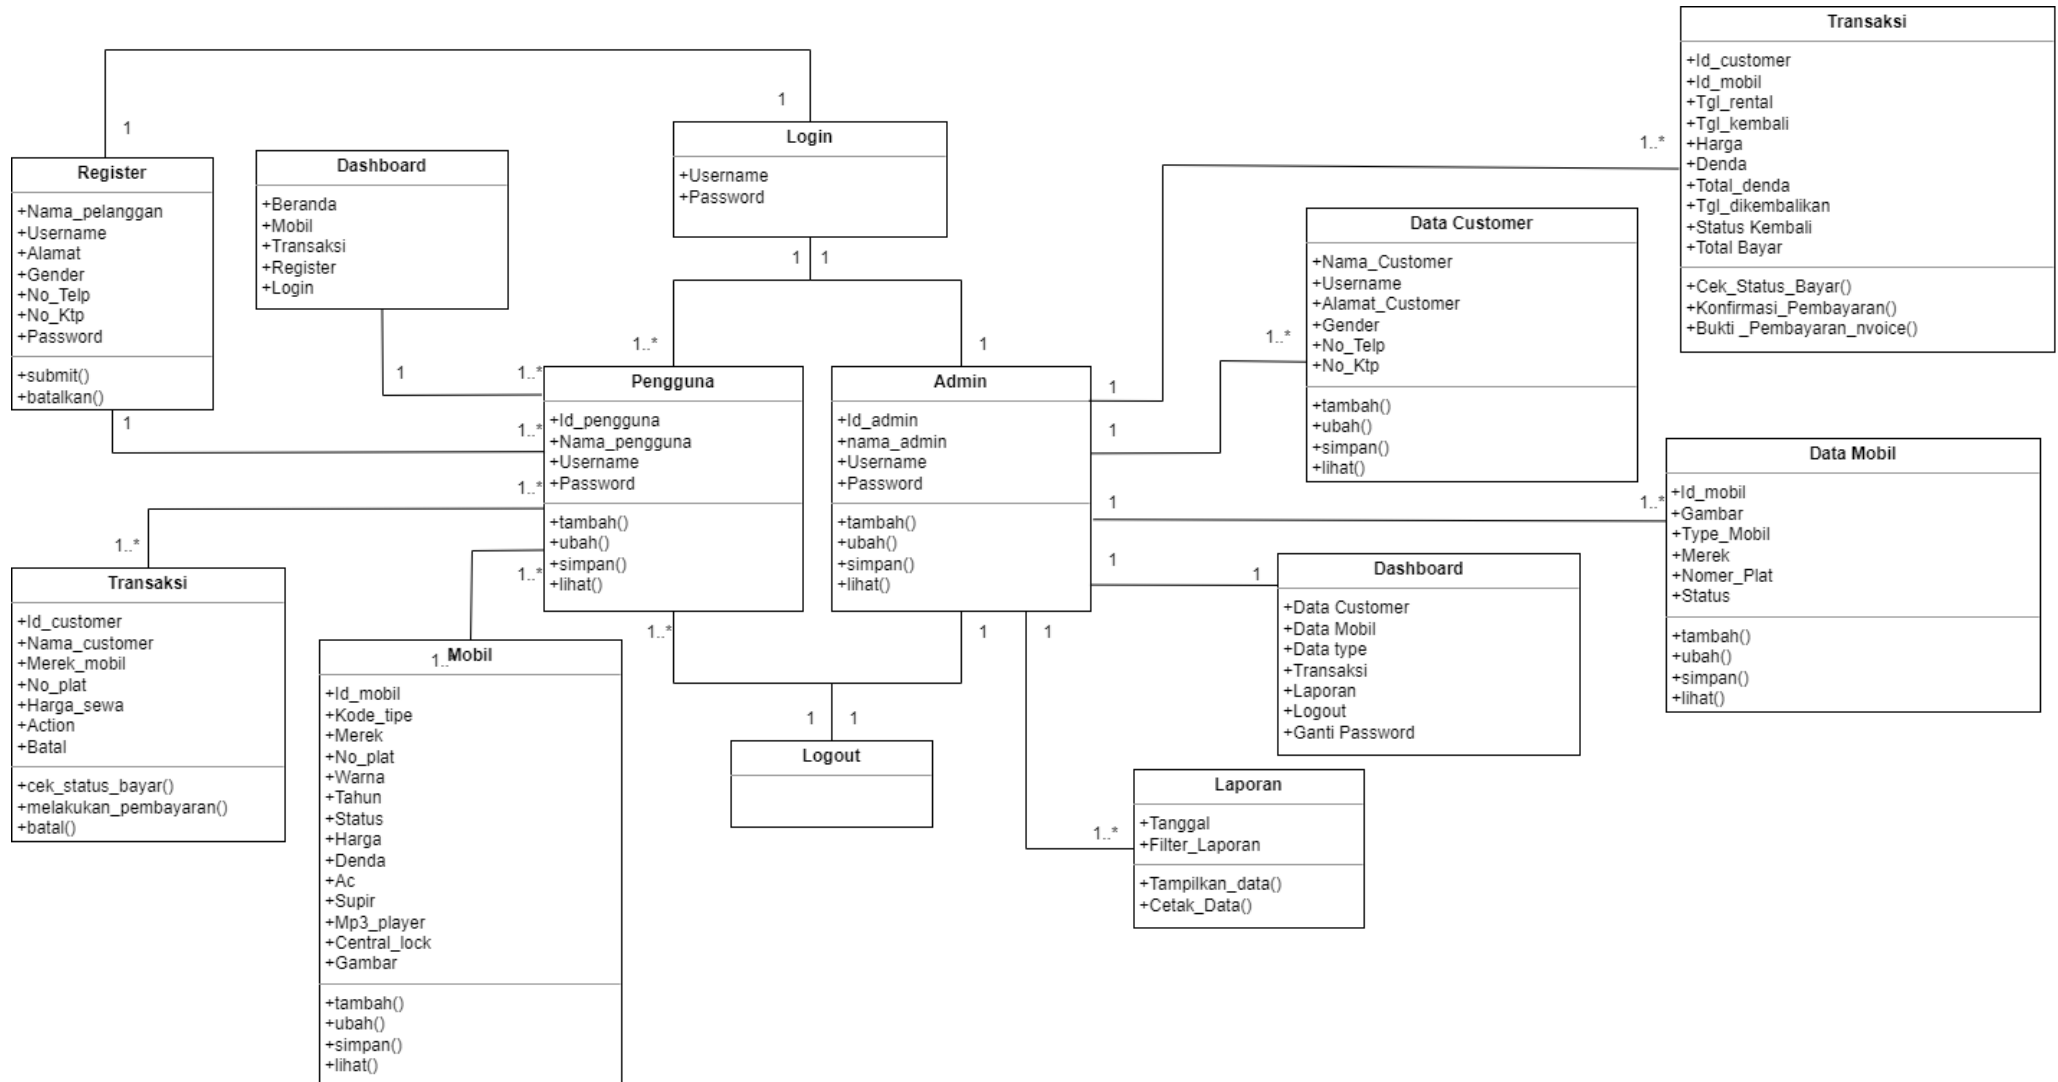 Transaksi
+Id_customer
+Id_mobil
+Tgl_rental
+Tgl_kembali
+Harga
+Denda
+Total_denda
+Tgl_dikembalikan
+Status Kembali
+Total Bayar
+Cek_Status_Bayar()
+Konfirmasi_Pembayaran()
+Bukti _Pembayaran_nvoice()
1
1
1..*
Login
+Username
+Password
1 1
Register
+Nama_pelanggan
+Username
+Alamat
+Gender
+No_Telp
+No_Ktp
+Password
+submit()
+batalkan()
1
Dashboard
+Beranda
+Mobil
+Transaksi
+Register
+Login
1
1..*
1..*
1
Data Customer
+Nama_Customer
+Username
+Alamat_Customer
+Gender
+No_Telp
+No_Ktp
+tambah()
+ubah()
+simpan()
+lihat()
1..*
Pengguna
+Id_pengguna
+Nama_pengguna
+Username
+Password
+tambah()
+ubah()
+simpan()
+lihat()
1..*
1..*
1..*
1..*
Admin
+Id_admin
+nama_admin
+Username
+Password
+tambah()
+ubah()
+simpan()
+lihat()
1
1
1
1
1
1
Data Mobil
+Id_mobil
+Gambar
+Type_Mobil
+Merek
+Nomer_Plat
+Status
+tambah()
+ubah()
+simpan()
+lihat()
1..*
Dashboard
+Data Customer
+Data Mobil
+Data type
+Transaksi
+Laporan
+Logout
+Ganti Password
1
1..*
Transaksi
+Id_customer
+Nama_customer
+Merek_mobil
+No_plat
+Harga_sewa
+Action
+Batal
+cek_status_bayar()
+melakukan_pembayaran()
+batal()
1..
Mobil
+Id_mobil
+Kode_tipe
+Merek
+No_plat
+Warna
+Tahun
+Status
+Harga
+Denda
+Ac
+Supir
+Mp3_player
+Central_lock
+Gambar
+tambah()
+ubah()
+simpan()
+lihat()
1 1
Logout
1..*
Laporan
+Tanggal
+Filter_Laporan
+Tampilkan_data()
+Cetak_Data()